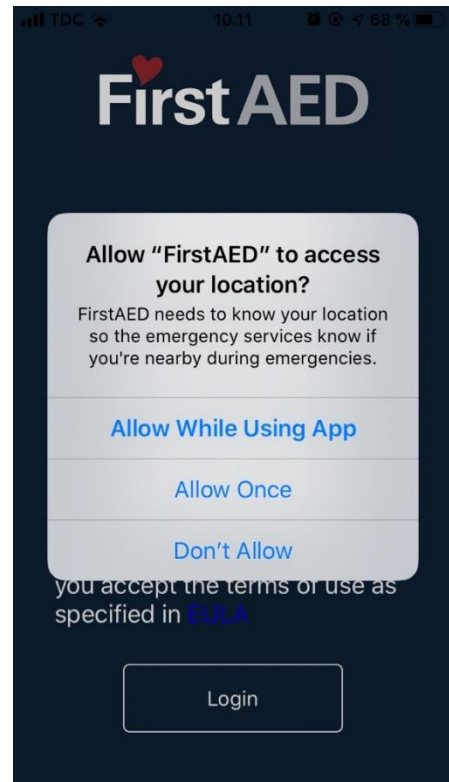 TDC 10.11 68 %
First AED
Allow “FirstAED” to access
your location?
FirstAED needs to know your location
so the emergency services know if
you're nearby during emergencies.
Allow While Using App
Allow Once
Don’t Allow
you accept the terms of use as
specified in EULA
Login